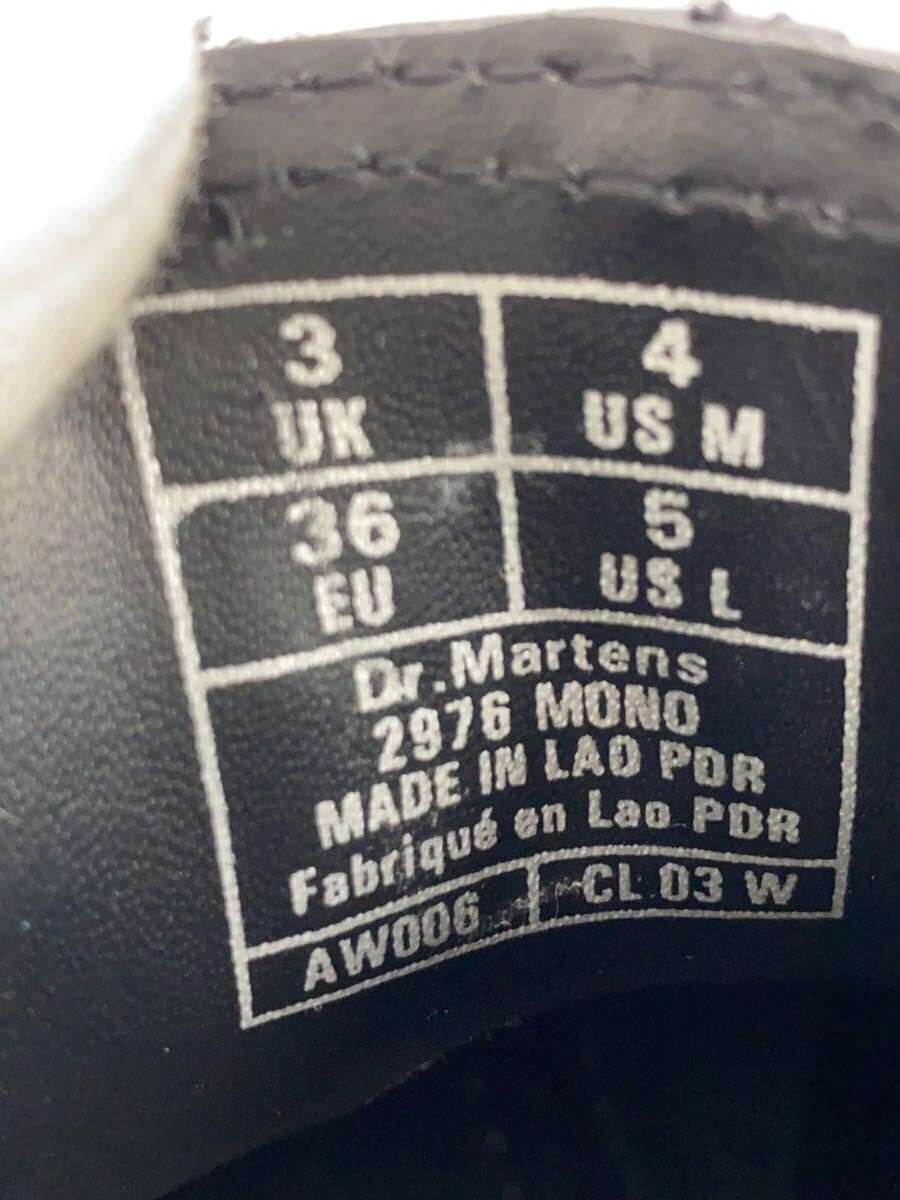 3
UK
4
US M
36
EU
5
US L
Dr.Martens
2976 MONO
MADE IN LAO PDR
Fabriqué en Lao PDR
AW006
CL 03 W